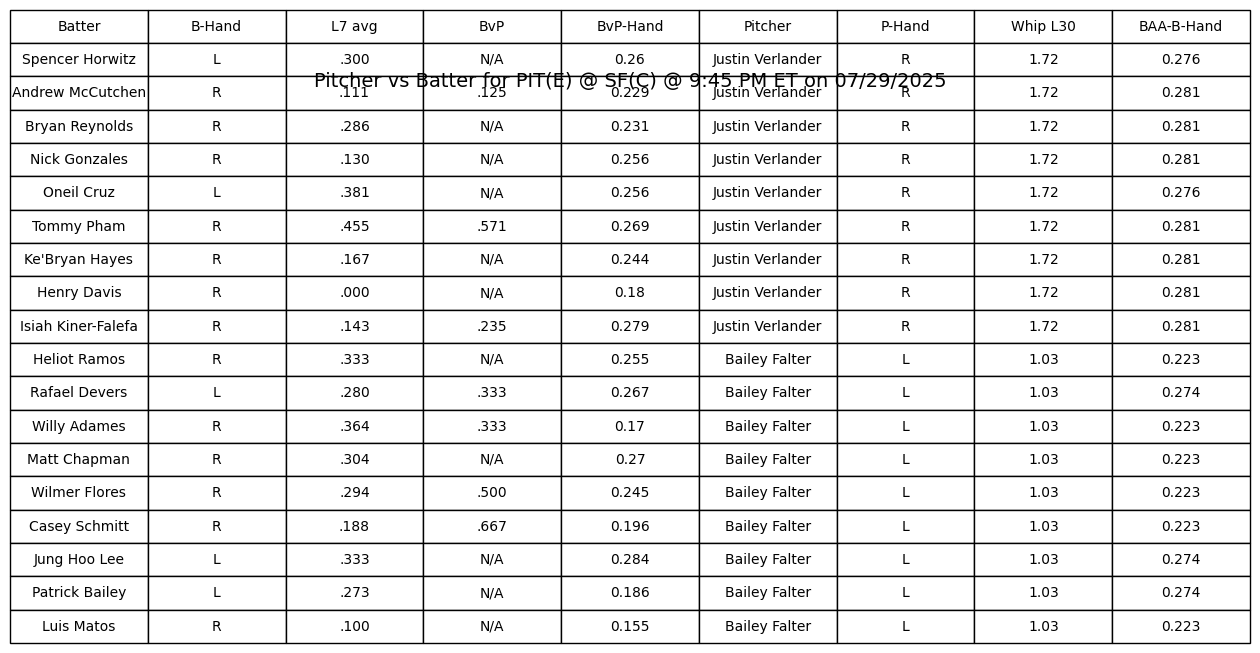 Batter B-Hand L7 avg BvP BvP-Hand Pitcher P-Hand Whip L30 BAA-B-Hand
Spencer Horwitz L .300 N/A 0.26 Justin Verlander R 1.72 0.276
Pitcher vs Batter for PIT(E) @ SF(C) @ 9:45 PM ET on 07/29/2025
Andrew McCutchen R .111 .125 0.229 Justin Verlander R 1.72 0.281
Bryan Reynolds R .286 N/A 0.231 Justin Verlander R 1.72 0.281
Nick Gonzales R .130 N/A 0.256 Justin Verlander R 1.72 0.281
Oneil Cruz L .381 N/A 0.256 Justin Verlander R 1.72 0.276
Tommy Pham R .455 .571 0.269 Justin Verlander R 1.72 0.281
Ke'Bryan Hayes R .167 N/A 0.244 Justin Verlander R 1.72 0.281
Henry Davis R .000 N/A 0.18 Justin Verlander R 1.72 0.281
Isiah Kiner-Falefa R .143 .235 0.279 Justin Verlander R 1.72 0.281
Heliot Ramos R .333 N/A 0.255 Bailey Falter L 1.03 0.223
Rafael Devers L .280 .333 0.267 Bailey Falter L 1.03 0.274
Willy Adames R .364 .333 0.17 Bailey Falter L 1.03 0.223
Matt Chapman R .304 N/A 0.27 Bailey Falter L 1.03 0.223
Wilmer Flores R .294 .500 0.245 Bailey Falter L 1.03 0.223
Casey Schmitt R .188 .667 0.196 Bailey Falter L 1.03 0.223
Jung Hoo Lee L .333 N/A 0.284 Bailey Falter L 1.03 0.274
Patrick Bailey L .273 N/A 0.186 Bailey Falter L 1.03 0.274
Luis Matos R .100 N/A 0.155 Bailey Falter L 1.03 0.223